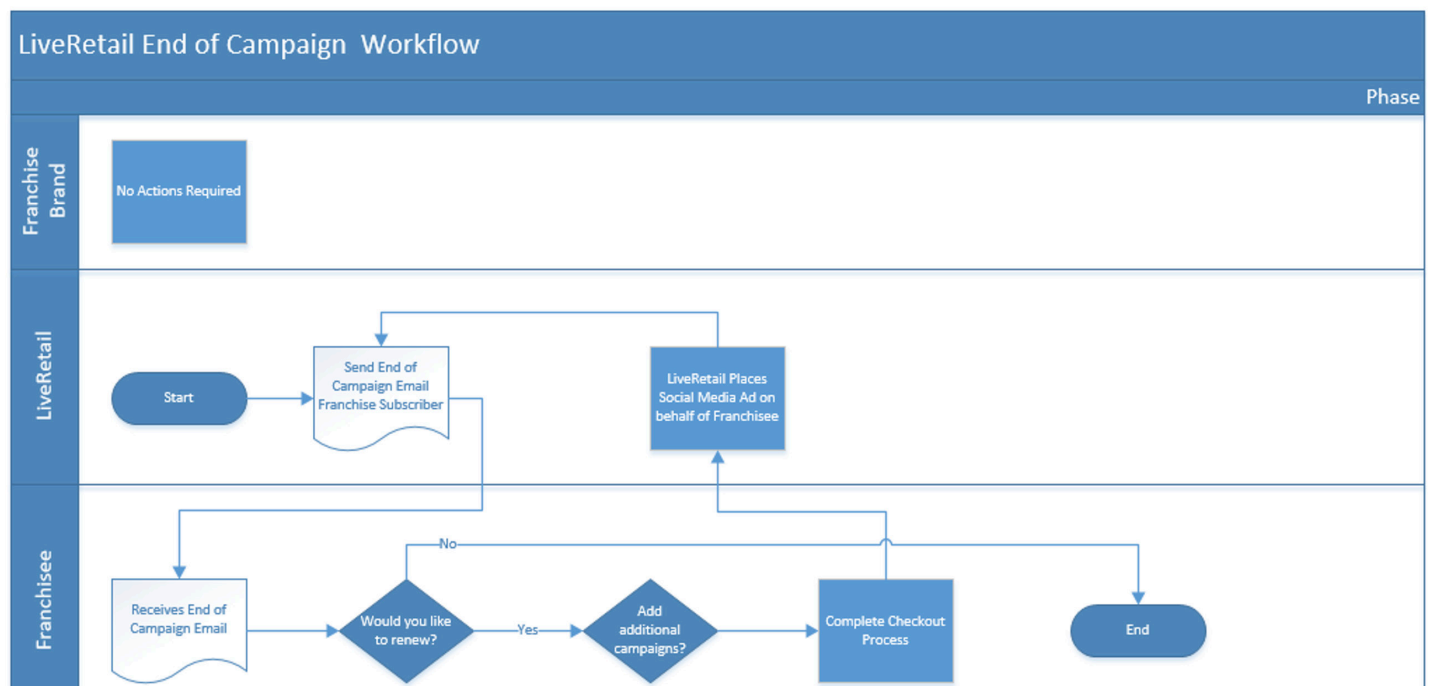 LiveRetail End of Campaign  Workflow
Phase
Franchise
Brand
No Actions Required
LiveRetail
Start
Send End of
Campaign Email
Franchise Subscriber
LiveRetail Places
Social Media Ad on
behalf of Franchisee
Franchisee
Receives End of
Campaign Email
Would you like
to renew?
No
Yes
Add
additional
campaigns?
Complete Checkout
Process
End